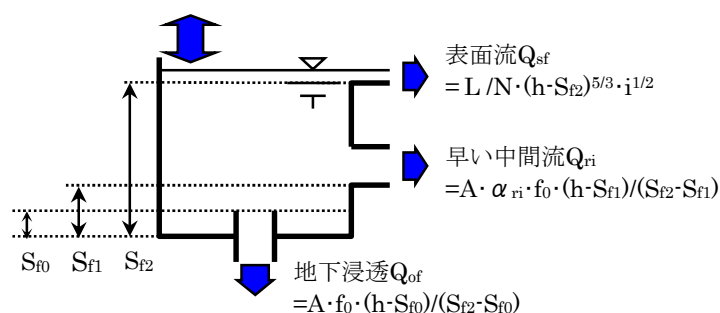 表面流Qsf
= L /N･(h-Sf2)5/3･i1/2
早い中間流Qri
=A･αri･f0･(h-Sf1)/(Sf2-Sf1)
Sf0 Sf1 Sf2
地下浸透Qof
=A･f0･(h-Sf0)/(Sf2-Sf0)